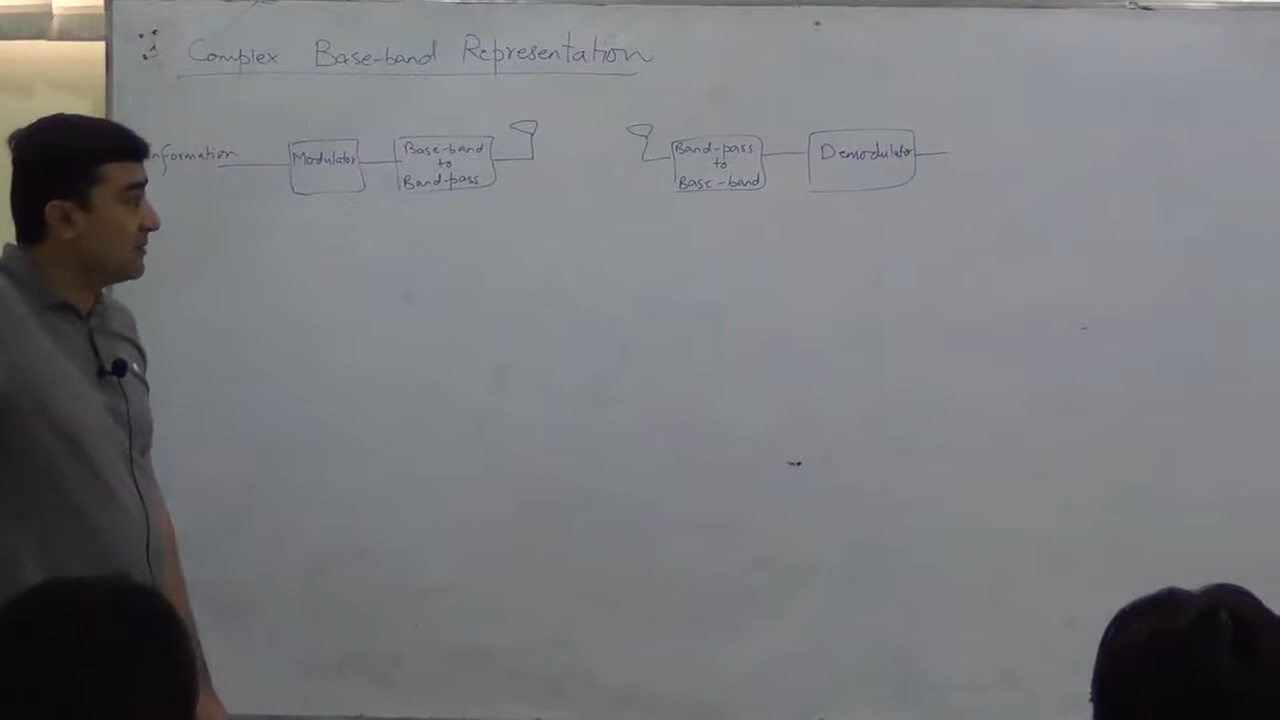 Complex Base-band Representation
nformation
Modulator
Base-band
to
Band-pass
Band-pass
to
Base-band
Demodulator